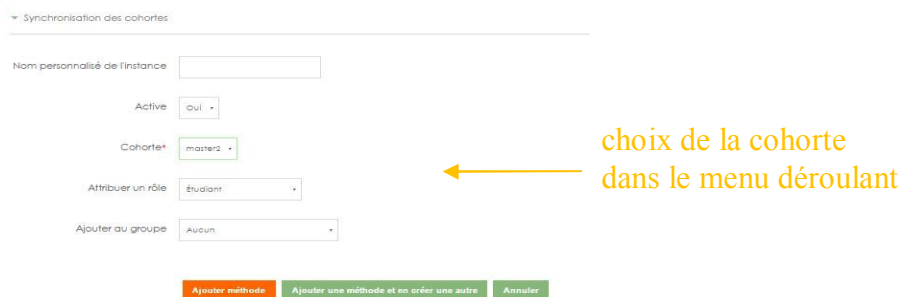 Synchronisation des cohortes
Nom personnalisé de l'instance
Active Oui
Cohorte* master2
choix de la cohorte
dans le menu déroulant
Attribuer un rôle Étudiant
Ajouter au groupe Aucun
Ajouter méthode Ajouter une méthode et en créer une autre Annuler